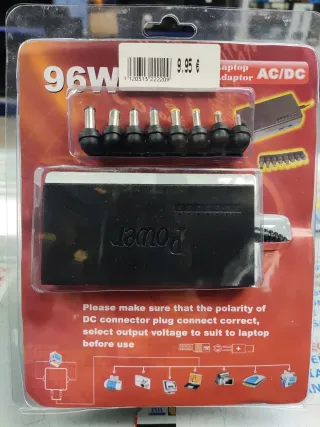 96W
9.95 €
Laptop
Adaptor AC/DC
Power
Please make sure that the polarity of
DC connector plug connect correct,
select output voltage to suit to laptop
before use